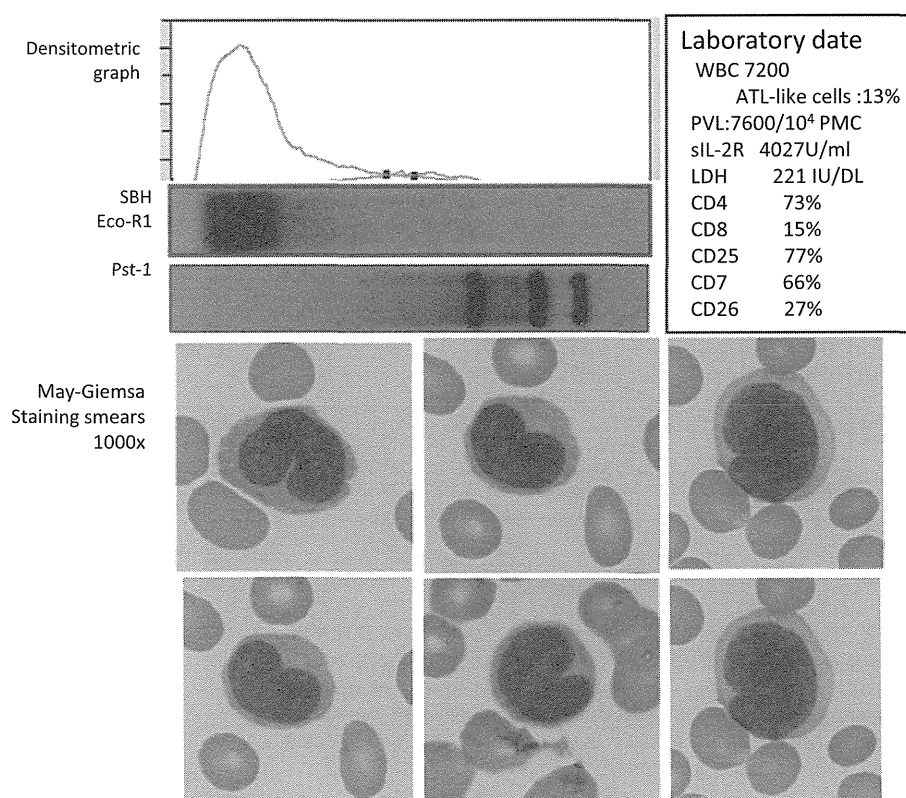 Densitometric
graph
SBH
Eco-R1
Pst-1
Laboratory date
WBC 7200
ATL-like cells :13%
PVL:7600/10⁴ PMC
sIL-2R 4027U/ml
LDH 221 IU/DL
CD4 73%
CD8 15%
CD25 77%
CD7 66%
CD26 27%
May-Giemsa
Staining smears
1000x